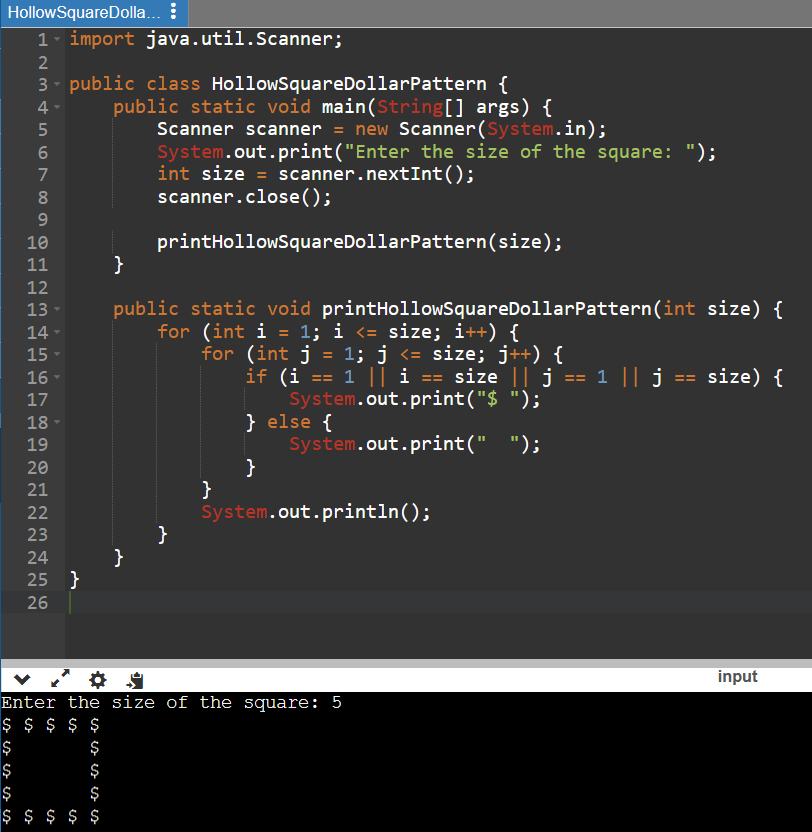 HollowSquareDolla...
1 import java.util.Scanner;
2
3 public class HollowSquareDollarPattern {
4     public static void main(String[] args) {
5         Scanner scanner = new Scanner(System.in);
6         System.out.print("Enter the size of the square: ");
7         int size = scanner.nextInt();
8         scanner.close();
9
10         printHollowSquareDollarPattern(size);
11     }
12
13     public static void printHollowSquareDollarPattern(int size) {
14         for (int i = 1; i <= size; i++) {
15             for (int j = 1; j <= size; j++) {
16                 if (i == 1 || i == size || j == 1 || j == size) {
17                     System.out.print("$ ");
18                 } else {
19                     System.out.print("  ");
20                 }
21             }
22             System.out.println();
23         }
24     }
25 }
26
input
Enter the size of the square: 5
$ $ $ $ $
$       $
$       $
$       $
$ $ $ $ $